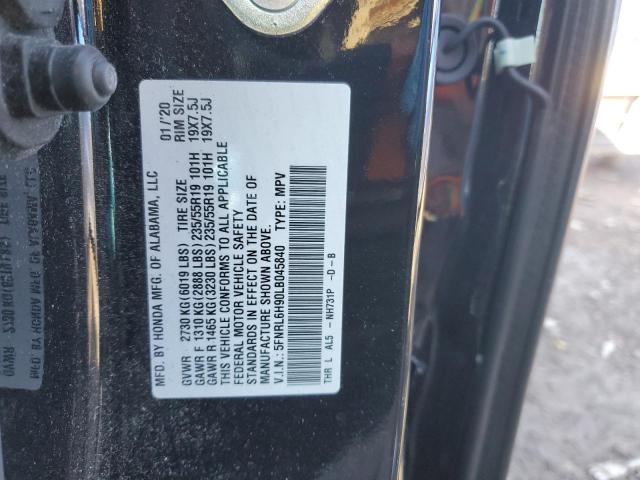 MFD. BY HONDA MFG. OF ALABAMA, LLC 01/'20
GVWR 2730 KG(6019 LBS) TIRE SIZE RIM SIZE
GAWR F 1310 KG(2888 LBS)235/55R19 101H 19X7.5J
GAWR R 1465 KG(3230 LBS)235/55R19 101H 19X7.5J
THIS VEHICLE CONFORMS TO ALL APPLICABLE
FEDERAL MOTOR VEHICLE SAFETY
STANDARDS IN EFFECT ON THE DATE OF
MANUFACTURE SHOWN ABOVE.
V.I.N.: 5FNRL6H90LB045840 TYPE: MPV
THR L AL5 -NH731P -D-B